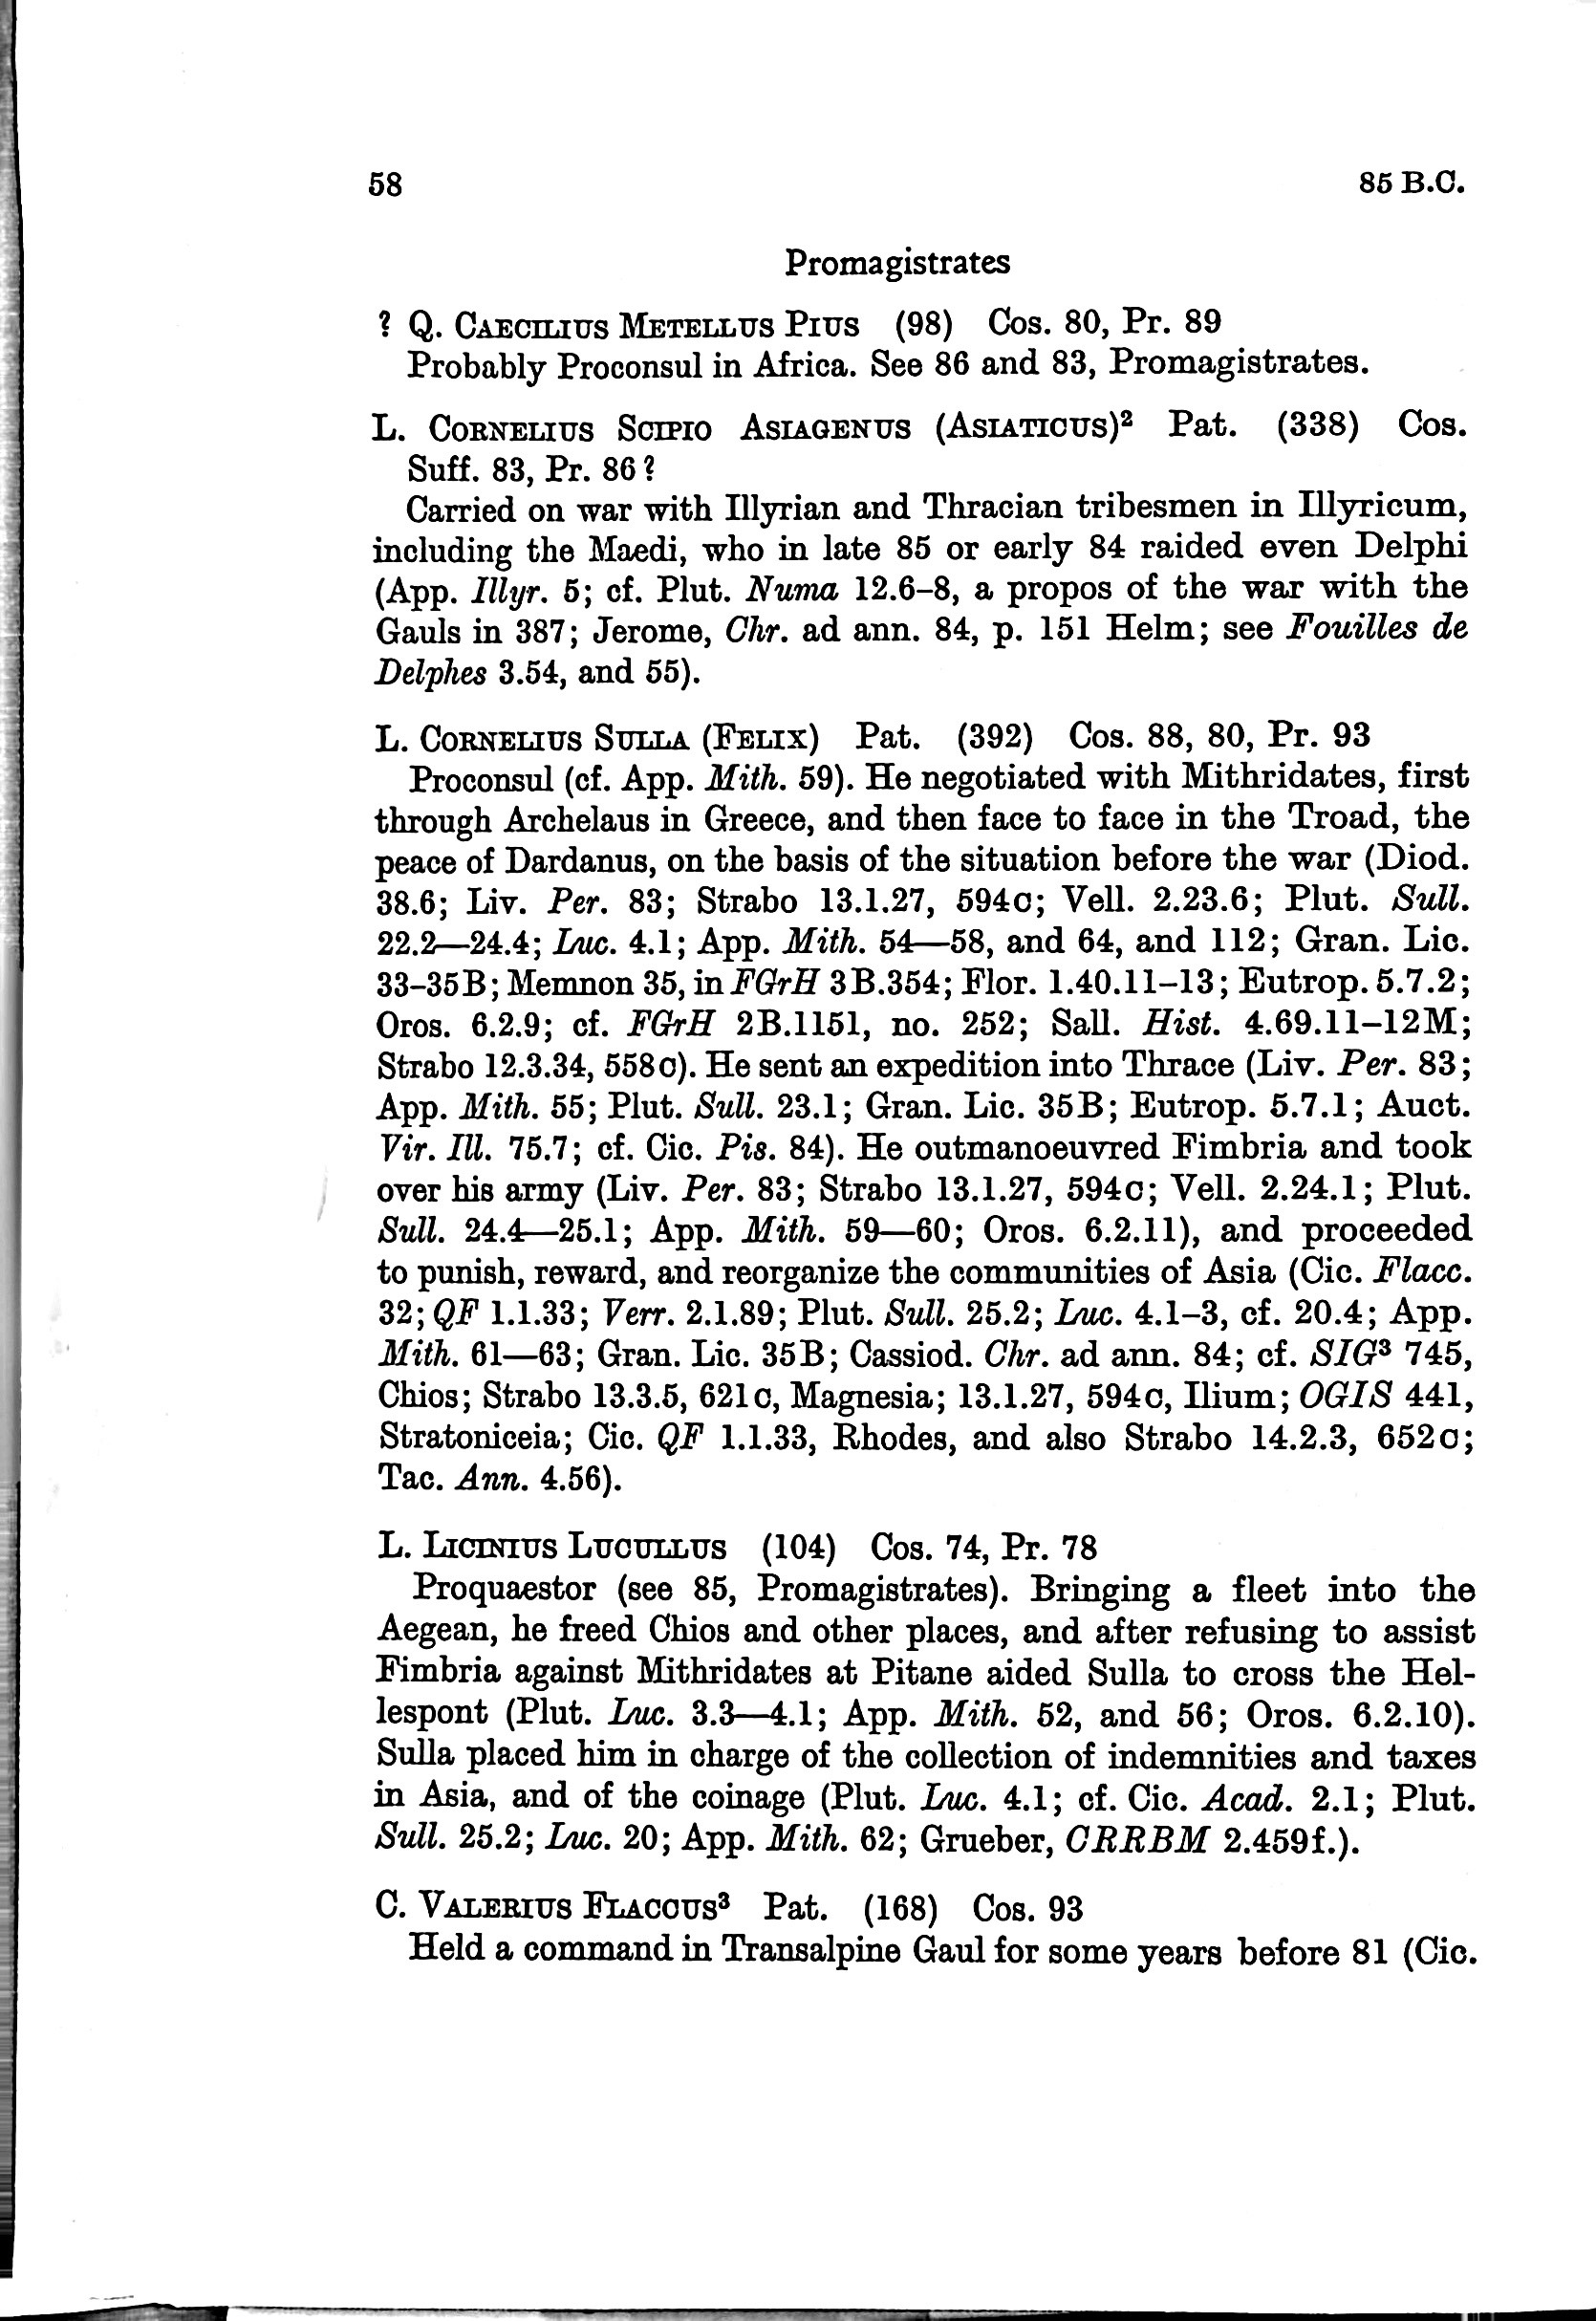 58 85 B.C.
Promagistrates
? Q. CAECILIUS METELLUS PIUS (98) Cos. 80, Pr. 89
Probably Proconsul in Africa. See 86 and 83, Promagistrates.
L. CORNELIUS SCIPIO ASIAGENUS (ASIATICUS)² Pat. (338) Cos.
Suff. 83, Pr. 86?
Carried on war with Illyrian and Thracian tribesmen in Illyricum,
including the Maedi, who in late 85 or early 84 raided even Delphi
(App. Illyr. 5; cf. Plut. Numa 12.6–8, a propos of the war with the
Gauls in 387; Jerome, Chr. ad ann. 84, p. 151 Helm; see Fouilles de
Delphes 3.54, and 55).
L. CORNELIUS SULLA (FELIX) Pat. (392) Cos. 88, 80, Pr. 93
Proconsul (cf. App. Mith. 59). He negotiated with Mithridates, first
through Archelaus in Greece, and then face to face in the Troad, the
peace of Dardanus, on the basis of the situation before the war (Diod.
38.6; Liv. Per. 83; Strabo 13.1.27, 594c; Vell. 2.23.6; Plut. Sull.
22.2—24.4; Luc. 4.1; App. Mith. 54—58, and 64, and 112; Gran. Lic.
33–35B; Memnon 35, in FGrH 3B.354; Flor. 1.40.11–13; Eutrop. 5.7.2;
Oros. 6.2.9; cf. FGrH 2B.1151, no. 252; Sall. Hist. 4.69.11–12M;
Strabo 12.3.34, 558c). He sent an expedition into Thrace (Liv. Per. 83;
App. Mith. 55; Plut. Sull. 23.1; Gran. Lic. 35B; Eutrop. 5.7.1; Auct.
Vir. Ill. 75.7; cf. Cic. Pis. 84). He outmanoeuvred Fimbria and took
over his army (Liv. Per. 83; Strabo 13.1.27, 594c; Vell. 2.24.1; Plut.
Sull. 24.4—25.1; App. Mith. 59—60; Oros. 6.2.11), and proceeded
to punish, reward, and reorganize the communities of Asia (Cic. Flacc.
32; QF 1.1.33; Verr. 2.1.89; Plut. Sull. 25.2; Luc. 4.1–3, cf. 20.4; App.
Mith. 61—63; Gran. Lic. 35B; Cassiod. Chr. ad ann. 84; cf. SIG³ 745,
Chios; Strabo 13.3.5, 621c, Magnesia; 13.1.27, 594c, Ilium; OGIS 441,
Stratoniceia; Cic. QF 1.1.33, Rhodes, and also Strabo 14.2.3, 652c;
Tac. Ann. 4.56).
L. LICINIUS LUCULLUS (104) Cos. 74, Pr. 78
Proquaestor (see 85, Promagistrates). Bringing a fleet into the
Aegean, he freed Chios and other places, and after refusing to assist
Fimbria against Mithridates at Pitane aided Sulla to cross the Hel-
lespont (Plut. Luc. 3.3—4.1; App. Mith. 52, and 56; Oros. 6.2.10).
Sulla placed him in charge of the collection of indemnities and taxes
in Asia, and of the coinage (Plut. Luc. 4.1; cf. Cic. Acad. 2.1; Plut.
Sull. 25.2; Luc. 20; App. Mith. 62; Grueber, CRRBM 2.459f.).
C. VALERIUS FLACCUS³ Pat. (168) Cos. 93
Held a command in Transalpine Gaul for some years before 81 (Cic.